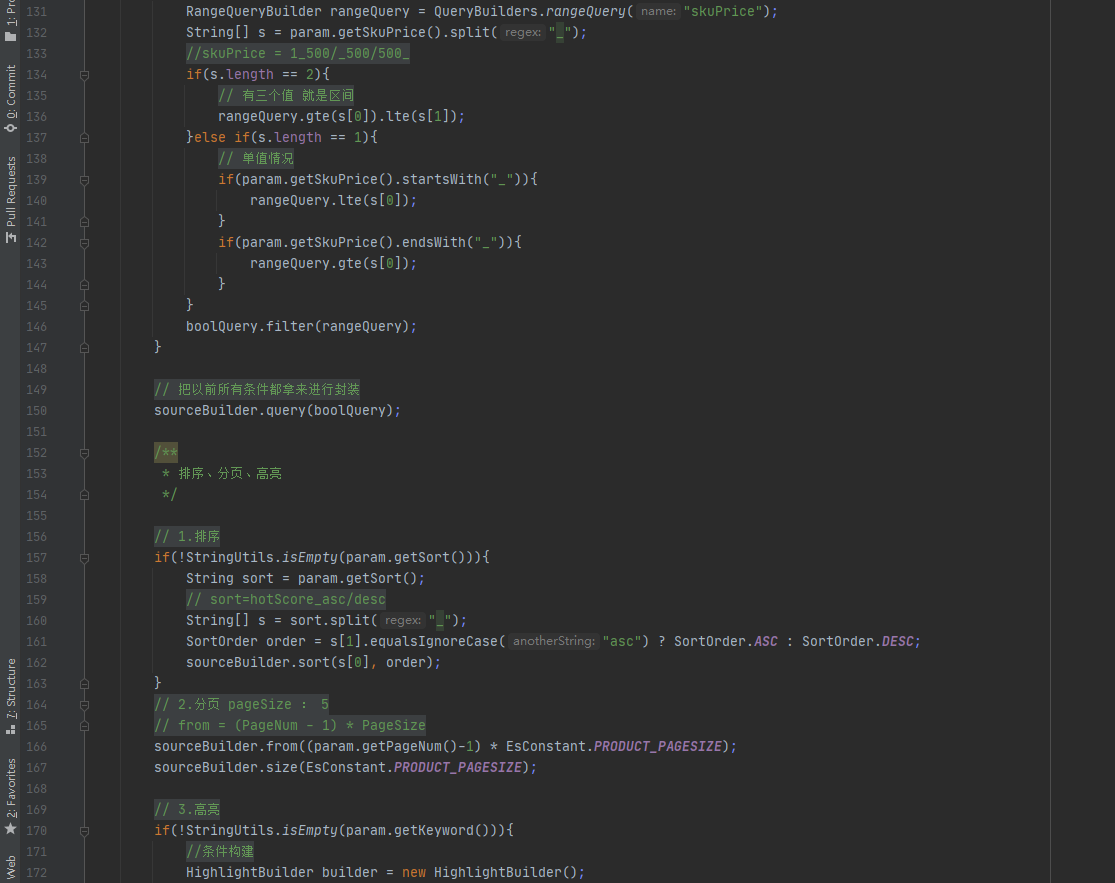 131 RangeQueryBuilder rangeQuery = QueryBuilders.rangeQuery( name: "skuPrice");
132 String[] s = param.getSkuPrice().split( regex: "_");
133 //skuPrice = 1_500/_500/500_
134 if(s.length == 2){
135 // 有三个值 就是区间
136 rangeQuery.gte(s[0]).lte(s[1]);
137 }else if(s.length == 1){
138 // 单值情况
139 if(param.getSkuPrice().startsWith("_")){
140 rangeQuery.lte(s[0]);
141 }
142 if(param.getSkuPrice().endsWith("_")){
143 rangeQuery.gte(s[0]);
144 }
145 }
146 boolQuery.filter(rangeQuery);
147 }
148
149 // 把以前所有条件都拿来进行封装
150 sourceBuilder.query(boolQuery);
151
152 /**
153 * 排序、分页、高亮
154 */
155
156 // 1.排序
157 if(!StringUtils.isEmpty(param.getSort())){
158 String sort = param.getSort();
159 // sort=hotScore_asc/desc
160 String[] s = sort.split( regex: "_");
161 SortOrder order = s[1].equalsIgnoreCase( anotherString: "asc") ? SortOrder.ASC : SortOrder.DESC;
162 sourceBuilder.sort(s[0], order);
163 }
164 // 2.分页 pageSize : 5
165 // from = (PageNum - 1) * PageSize
166 sourceBuilder.from((param.getPageNum()-1) * EsConstant.PRODUCT_PAGESIZE);
167 sourceBuilder.size(EsConstant.PRODUCT_PAGESIZE);
168
169 // 3.高亮
170 if(!StringUtils.isEmpty(param.getKeyword())){
171 //条件构建
172 HighlightBuilder builder = new HighlightBuilder();
1: Pro
0: Commit
Pull Requests
7: Structure
2: Favorites
Web